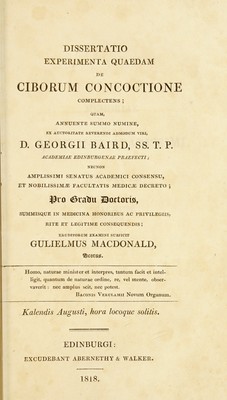 DISSERTATIO
EXPERIMENTA QUAEDAM
DE
CIBORUM CONCOCTIONE
COMPLECTENS;
QUAM,
ANNUENTE SUMMO NUMINE,
EX AUCTORITATE REVERENDI ADMODUM VIRI,
D. GEORGII BAIRD, SS. T. P.
ACADEMIAE EDINBURGENAE PRAEFECTI;
NECNON
AMPLISSIMI SENATUS ACADEMICI CONSENSU,
ET NOBILISSIMÆ FACULTATIS MEDICÆ DECRETO;
Pro Gradu Doctoris,
SUMMISQUE IN MEDICINA HONORIBUS AC PRIVILEGIIS,
RITE ET LEGITIME CONSEQUENDIS;
ERUDITORUM EXAMINI SUBJICIT
GULIELMUS MACDONALD,
Homo, naturae minister et interpres, tantum facit et intel-
ligit, quantum de naturae ordine, re, vel mente, obser-
vaverit: nec amplius scit, nec potest.
BACONIS VERULAMII Novum Organum.
Kalendis Augusti, hora locoque solitis.
EDINBURGI:
EXCUDEBANT ABERNETHY & WALKER.
1818.